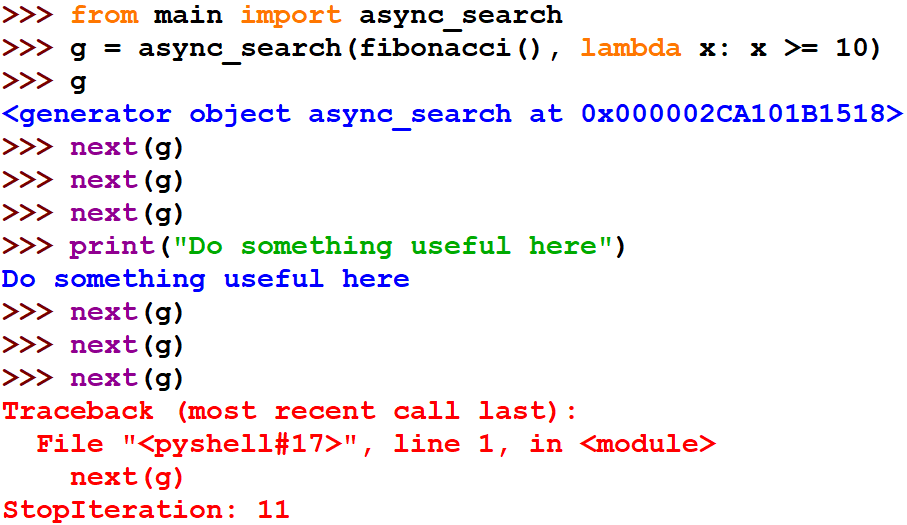 >>> from main import async_search
>>> g = async_search(fibonacci(), lambda x: x >= 10)
>>> g
<generator object async_search at 0x000002CA101B1518>
>>> next(g)
>>> next(g)
>>> next(g)
>>> print("Do something useful here")
Do something useful here
>>> next(g)
>>> next(g)
>>> next(g)
Traceback (most recent call last):
  File "<pyshell#17>", line 1, in <module>
    next(g)
StopIteration: 11